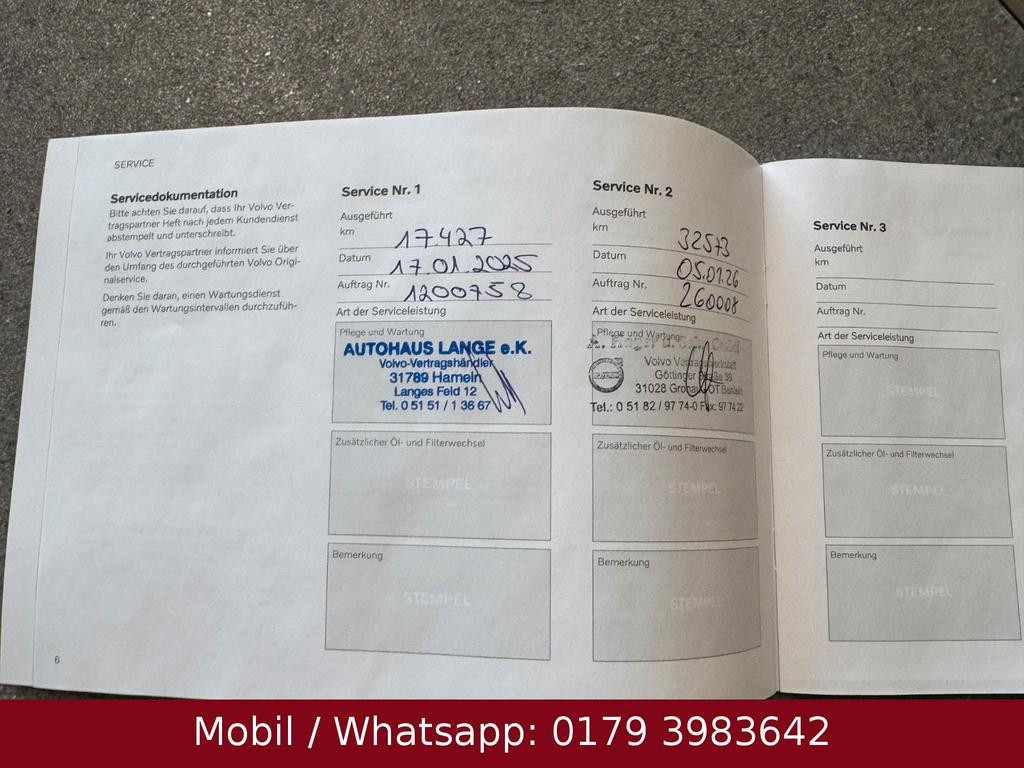 SERVICE
Servicedokumentation
Bitte achten Sie darauf, dass Ihr Volvo Ver-
tragspartner Heft nach jedem Kundendienst
abstempelt und unterschreibt.
Ihr Volvo Vertragspartner informiert Sie über
den Umfang des durchgeführten Volvo Origi-
nalservice.
Denken Sie daran, einen Wartungsdienst
gemäß den Wartungsintervallen durchzufüh-
ren.
6
Service Nr. 1
Ausgeführt
km 17.427
Datum 17.01.2025
Auftrag Nr. 1200758
Art der Serviceleistung
Pflege und Wartung
AUTOHAUS LANGE e.K.
Volvo-Vertragshändler
31789 Hameln
Langes Feld 12
Tel. 0 51 51 / 1 36 67
Zusätzlicher Öl- und Filterwechsel
STEMPEL
Bemerkung
STEMPEL
Service Nr. 2
Ausgeführt
km 32573
Datum 05.01.26
Auftrag Nr. 260008
Art der Serviceleistung
Pflege und Wartung
Volvo
Göttinger 39
31028
Tel.: 0 51 82 / 97 74-0 Fax: 97 74 22
Zusätzlicher Öl- und Filterwechsel
STEMPEL
Bemerkung
STEMPEL
Service Nr. 3
Ausgeführt
km
Datum
Auftrag Nr.
Art der Serviceleistung
Pflege und Wartung
STEMPEL
Zusätzlicher Öl- und Filterwechsel
STEMPEL
Bemerkung
STEMPEL
Mobil / Whatsapp: 0179 3983642